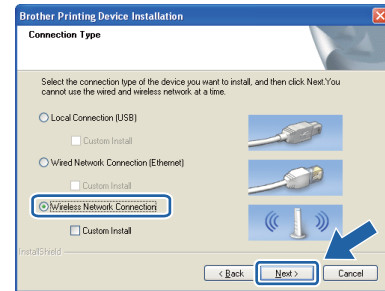 Brother Printing Device Installation
Connection Type
Select the connection type of the device you want to install, and then click Next.You
cannot use the wired and wireless network at a time.
Local Connection (USB)
Custom Install
Wired Network Connection (Ethernet)
Custom Install
Wireless Network Connection
Custom Install
InstallShield
< Back
Next >
Cancel